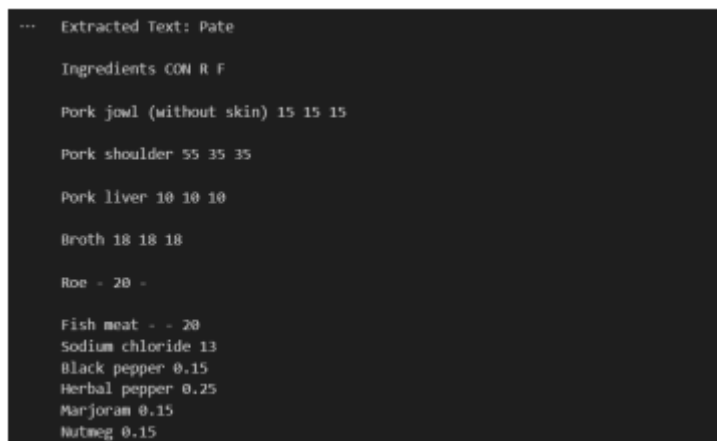 ... Extracted Text: Pate
Ingredients CON R F
Pork jowl (without skin) 15 15 15
Pork shoulder 55 35 35
Pork liver 10 10 10
Broth 18 18 18
Roe - 20 -
Fish meat - - 20
Sodium chloride 13
Black pepper 0.15
Herbal pepper 0.25
Marjoram 0.15
Nutmeg 0.15